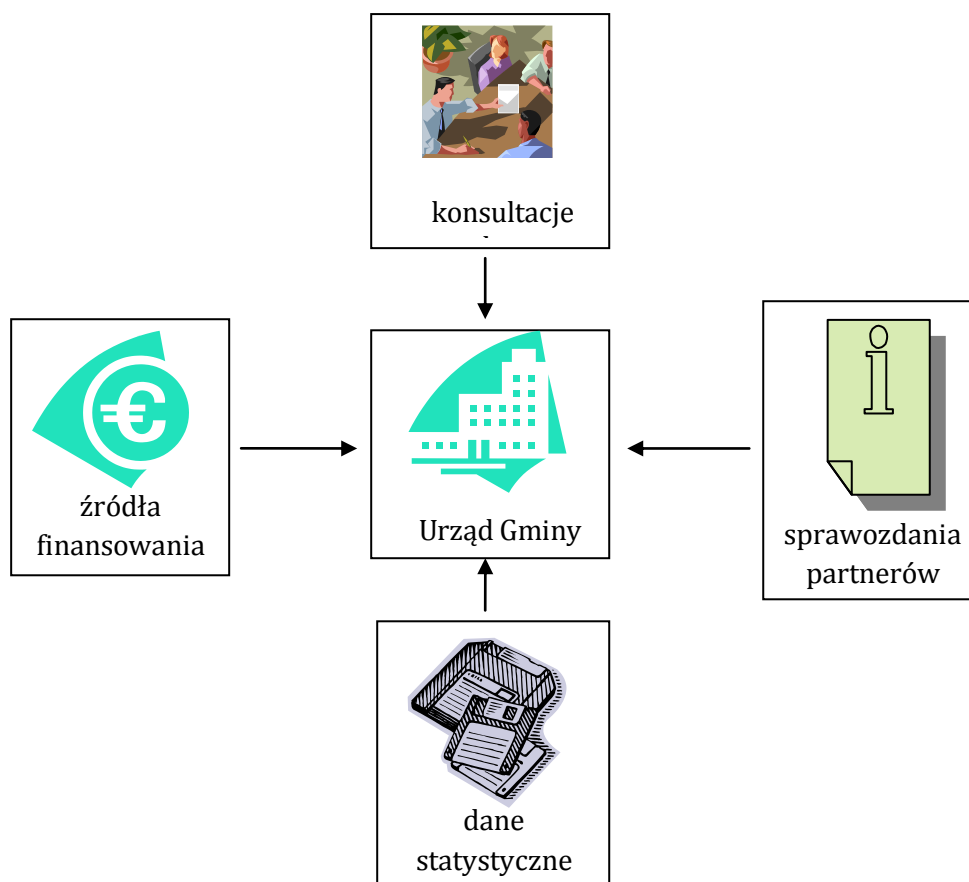 konsultacje
źródła
finansowania
Urząd Gminy
sprawozdania
partnerów
dane
statystyczne